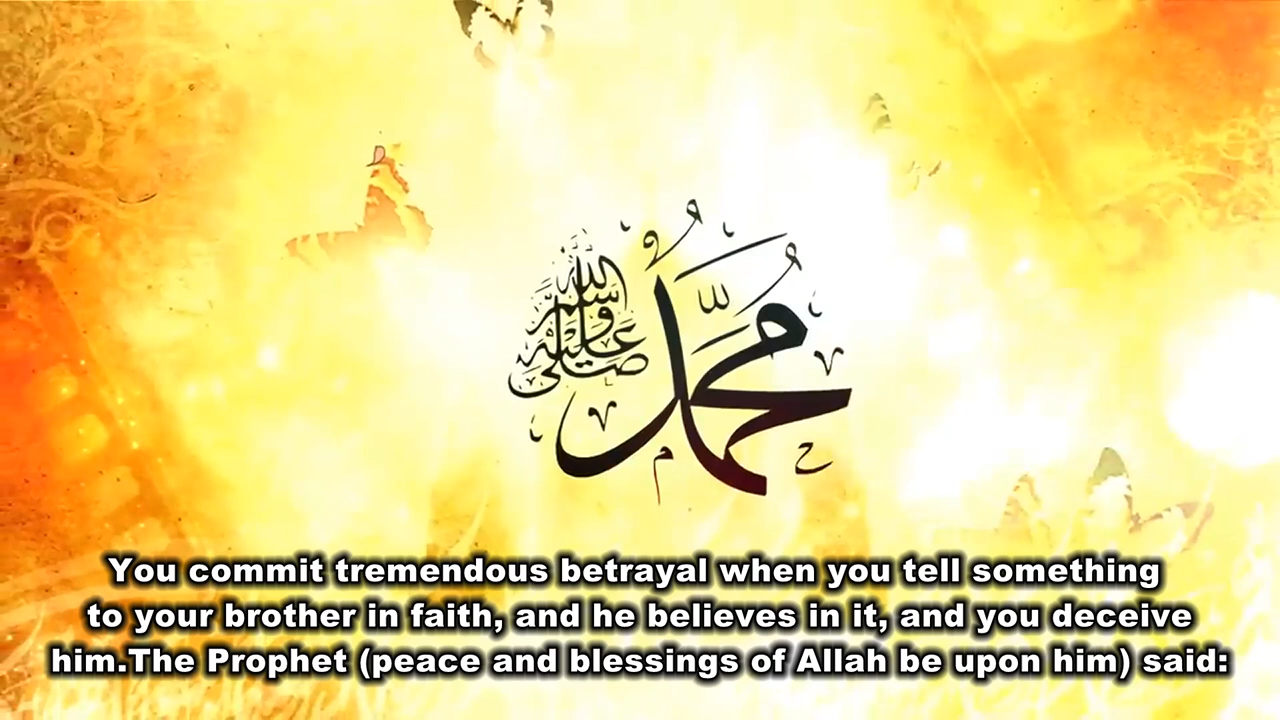 محمد
صلى الله عليه وسلم
You commit tremendous betrayal when you tell something
to your brother in faith, and he believes in it, and you deceive
him.The Prophet (peace and blessings of Allah be upon him) said: